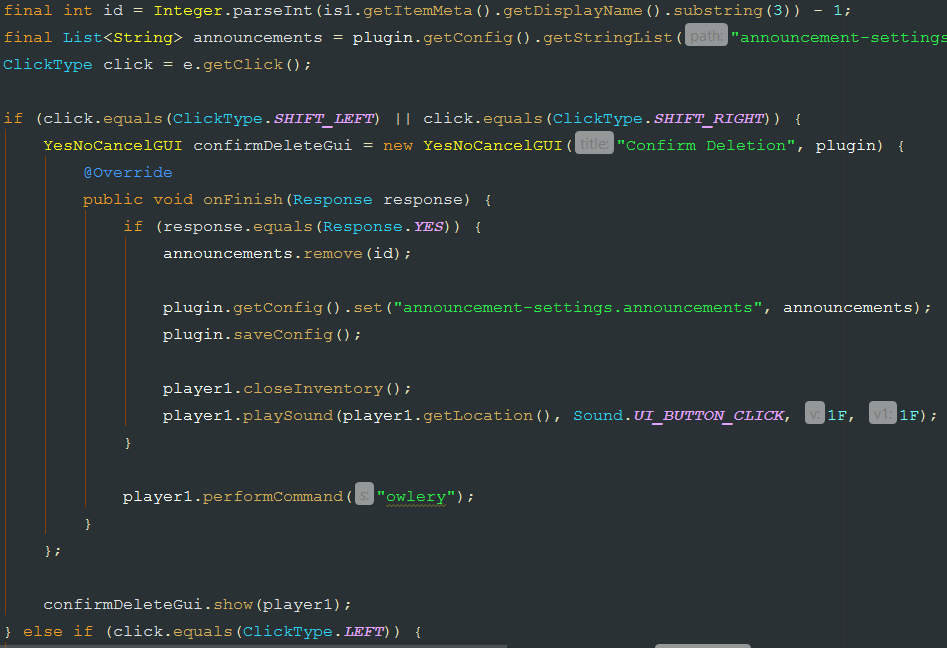 final int id = Integer.parseInt(is1.getItemMeta().getDisplayName().substring(3)) - 1;
final List<String> announcements = plugin.getConfig().getStringList( path: "announcement-settings
ClickType click = e.getClick();
if (click.equals(ClickType.SHIFT_LEFT) || click.equals(ClickType.SHIFT_RIGHT)) {
YesNoCancelGUI confirmDeleteGui = new YesNoCancelGUI( title: "Confirm Deletion", plugin) {
@Override
public void onFinish(Response response) {
if (response.equals(Response.YES)) {
announcements.remove(id);
plugin.getConfig().set("announcement-settings.announcements", announcements);
plugin.saveConfig();
player1.closeInventory();
player1.playSound(player1.getLocation(), Sound.UI_BUTTON_CLICK, v: 1F, v1: 1F);
}
player1.performCommand( s: "owlery");
}
};
confirmDeleteGui.show(player1);
} else if (click.equals(ClickType.LEFT)) {